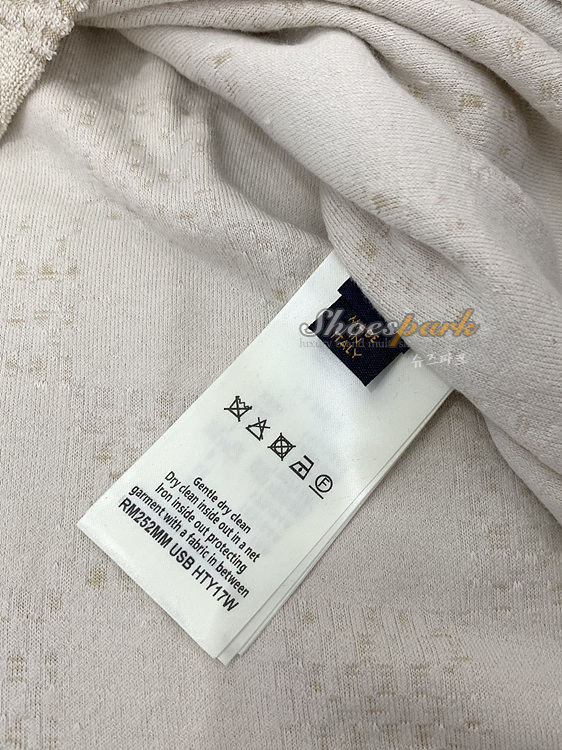 MADE
IN
ITALY
Shoespark
슈즈파크
F
Gentle dry clean
Dry clean inside out in a net
Iron inside out protecting
garment with a fabric in between
RM252MM USB HTY17W